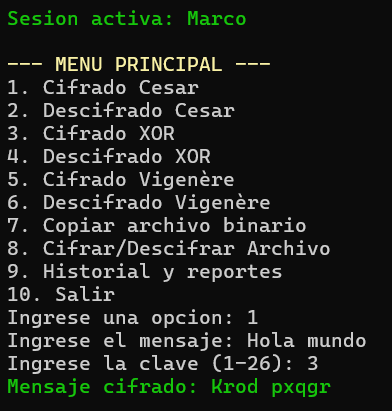 Sesion activa: Marco
--- MENU PRINCIPAL ---
1. Cifrado Cesar
2. Descifrado Cesar
3. Cifrado XOR
4. Descifrado XOR
5. Cifrado Vigenère
6. Descifrado Vigenère
7. Copiar archivo binario
8. Cifrar/Descifrar Archivo
9. Historial y reportes
10. Salir
Ingrese una opcion: 1
Ingrese el mensaje: Hola mundo
Ingrese la clave (1-26): 3
Mensaje cifrado: Krod pxqgr